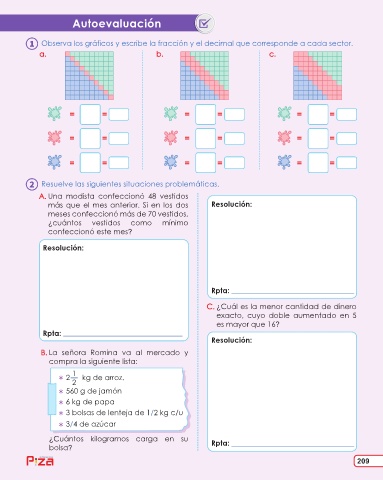 Autoevaluación
1 Observa los gráficos y escribe la fracción y el decimal que corresponde a cada sector.
a. b. c.
= =
= =
= =
= =
= =
= =
= =
= =
= =
2 Resuelve las siguientes situaciones problemáticas.
A. Una modista confeccionó 48 vestidos
más que el mes anterior. Si en los dos
meses confeccionó más de 70 vestidos,
¿cuántos vestidos como mínimo
confeccionó este mes?
Resolución:
Rpta:
B. La señora Romina va al mercado y
compra la siguiente lista:
* 2 1/2 kg de arroz.
* 560 g de jamón
* 6 kg de papa
* 3 bolsas de lenteja de 1/2 kg c/u
* 3/4 de azúcar
¿Cuántos kilogramos carga en su
bolsa?
Resolución:
Rpta:
C. ¿Cuál es la menor cantidad de dinero
exacto, cuyo doble aumentado en 5
es mayor que 16?
Resolución:
Rpta:
209